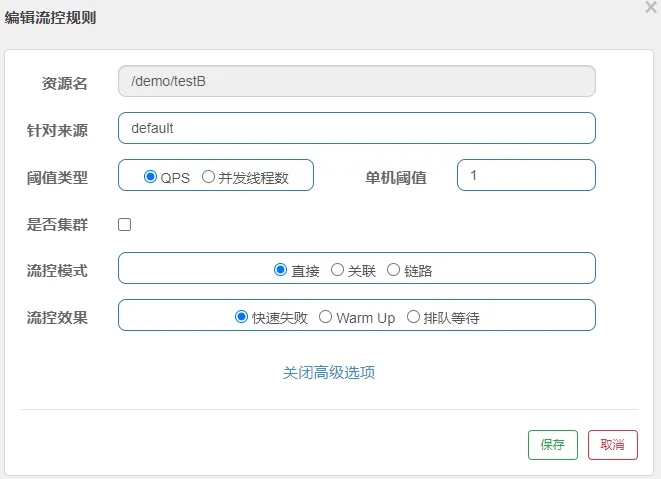 编辑流控规则
资源名 /demo/testB
针对来源 default
阈值类型 QPS 并发线程数 单机阈值 1
是否集群
流控模式 直接 关联 链路
流控效果 快速失败 Warm Up 排队等待
关闭高级选项
保存 取消